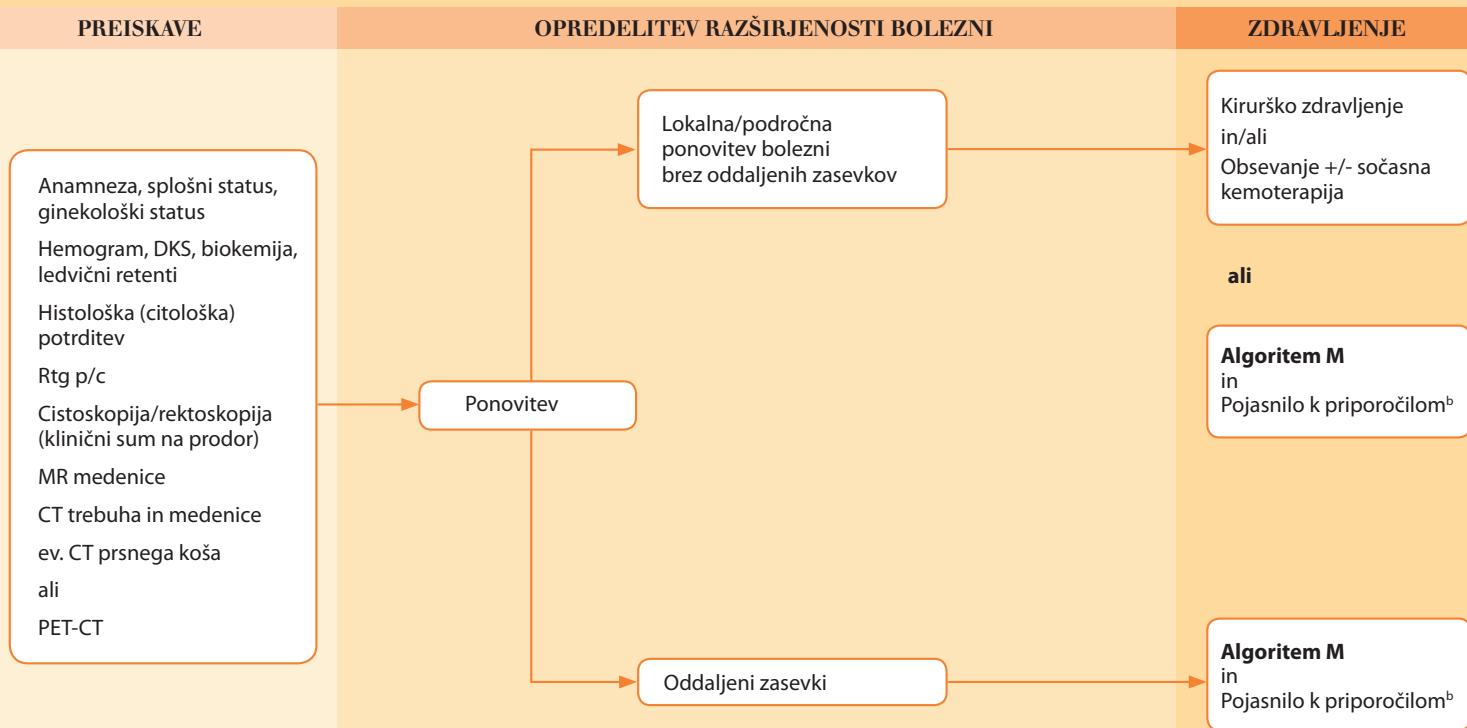 PREISKAVE
OPREDELITEV RAZŠIRJENOSTI BOLEZNI
ZDRAVLJENJE
Anamneza, splošni status,
ginekološki status
Hemogram, DKS, biokemija,
ledvični retenti
Histološka (citološka)
potrditev
Rtg p/c
Cistoskopija/rektoskopija
(klinični sum na prodor)
MR medenice
CT trebuha in medenice
ev. CT prsnega koša
ali
PET-CT
Ponovitev
Lokalna/področna
ponovitev bolezni
brez oddaljenih zasevkov
Oddaljeni zasevki
Kirurško zdravljenje
in/ali
Obsevanje +/- sočasna
kemoterapija
ali
Algoritem M
in
Pojasnilo k priporočilomᵇ
Algoritem M
in
Pojasnilo k priporočilomᵇ